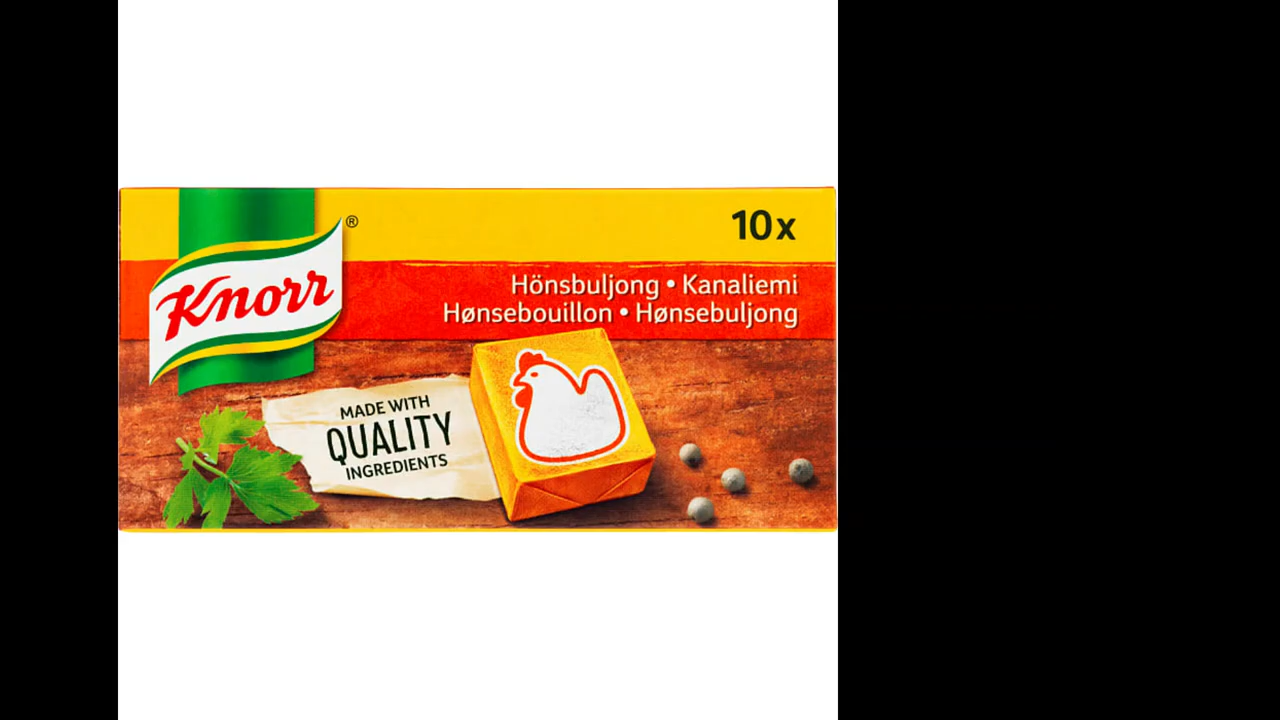 Knorr®
10x
Hönsbuljong • Kanaliemi
Hønsebouillon • Hønsebuljong
MADE WITH
QUALITY
INGREDIENTS